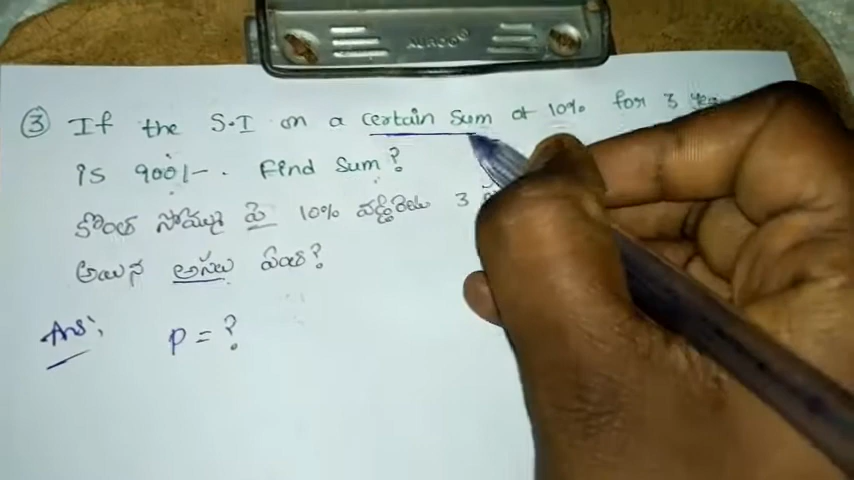 ③ If the S.I on a certain sum at 10% for 3
is 900/-. Find sum?
కొంత సొమ్ము పై 10% వడ్డీరేటు 3
అయిన అసలు ఎంత?
Ans: P = ?